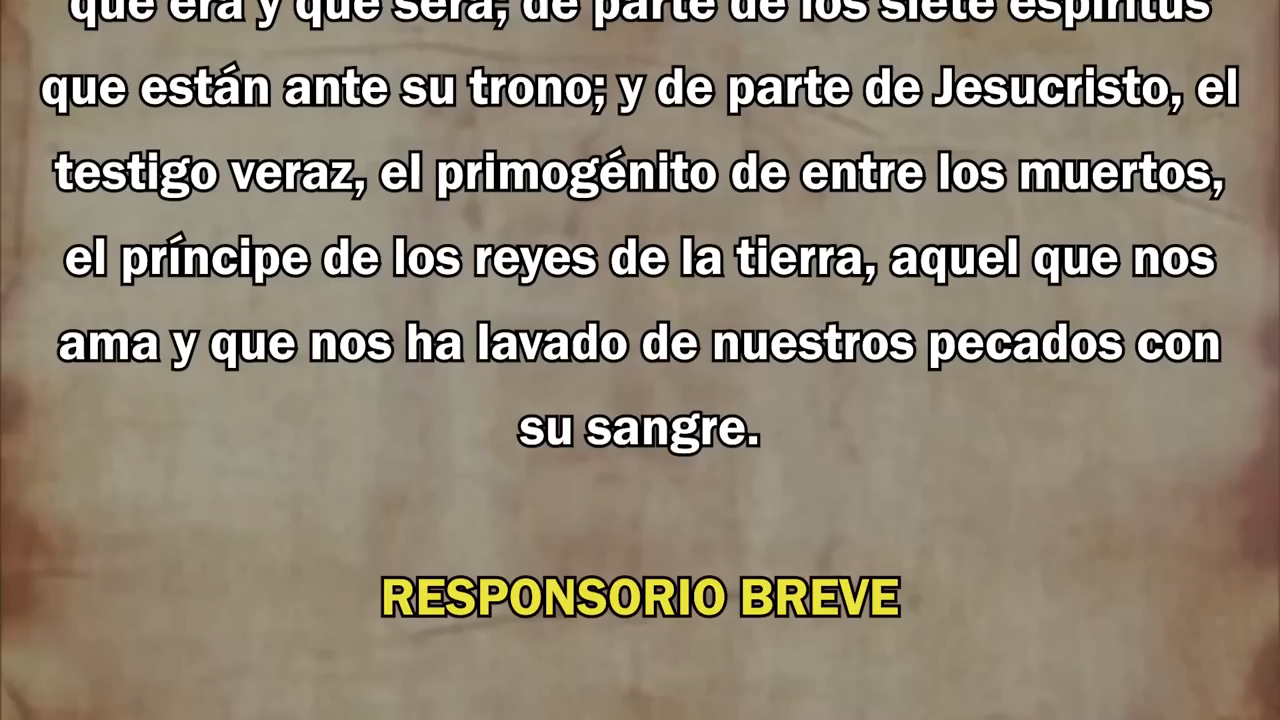 que era y que será; de parte de los siete espíritus
que están ante su trono; y de parte de Jesucristo, el
testigo veraz, el primogénito de entre los muertos,
el príncipe de los reyes de la tierra, aquel que nos
ama y que nos ha lavado de nuestros pecados con
su sangre.
RESPONSORIO BREVE